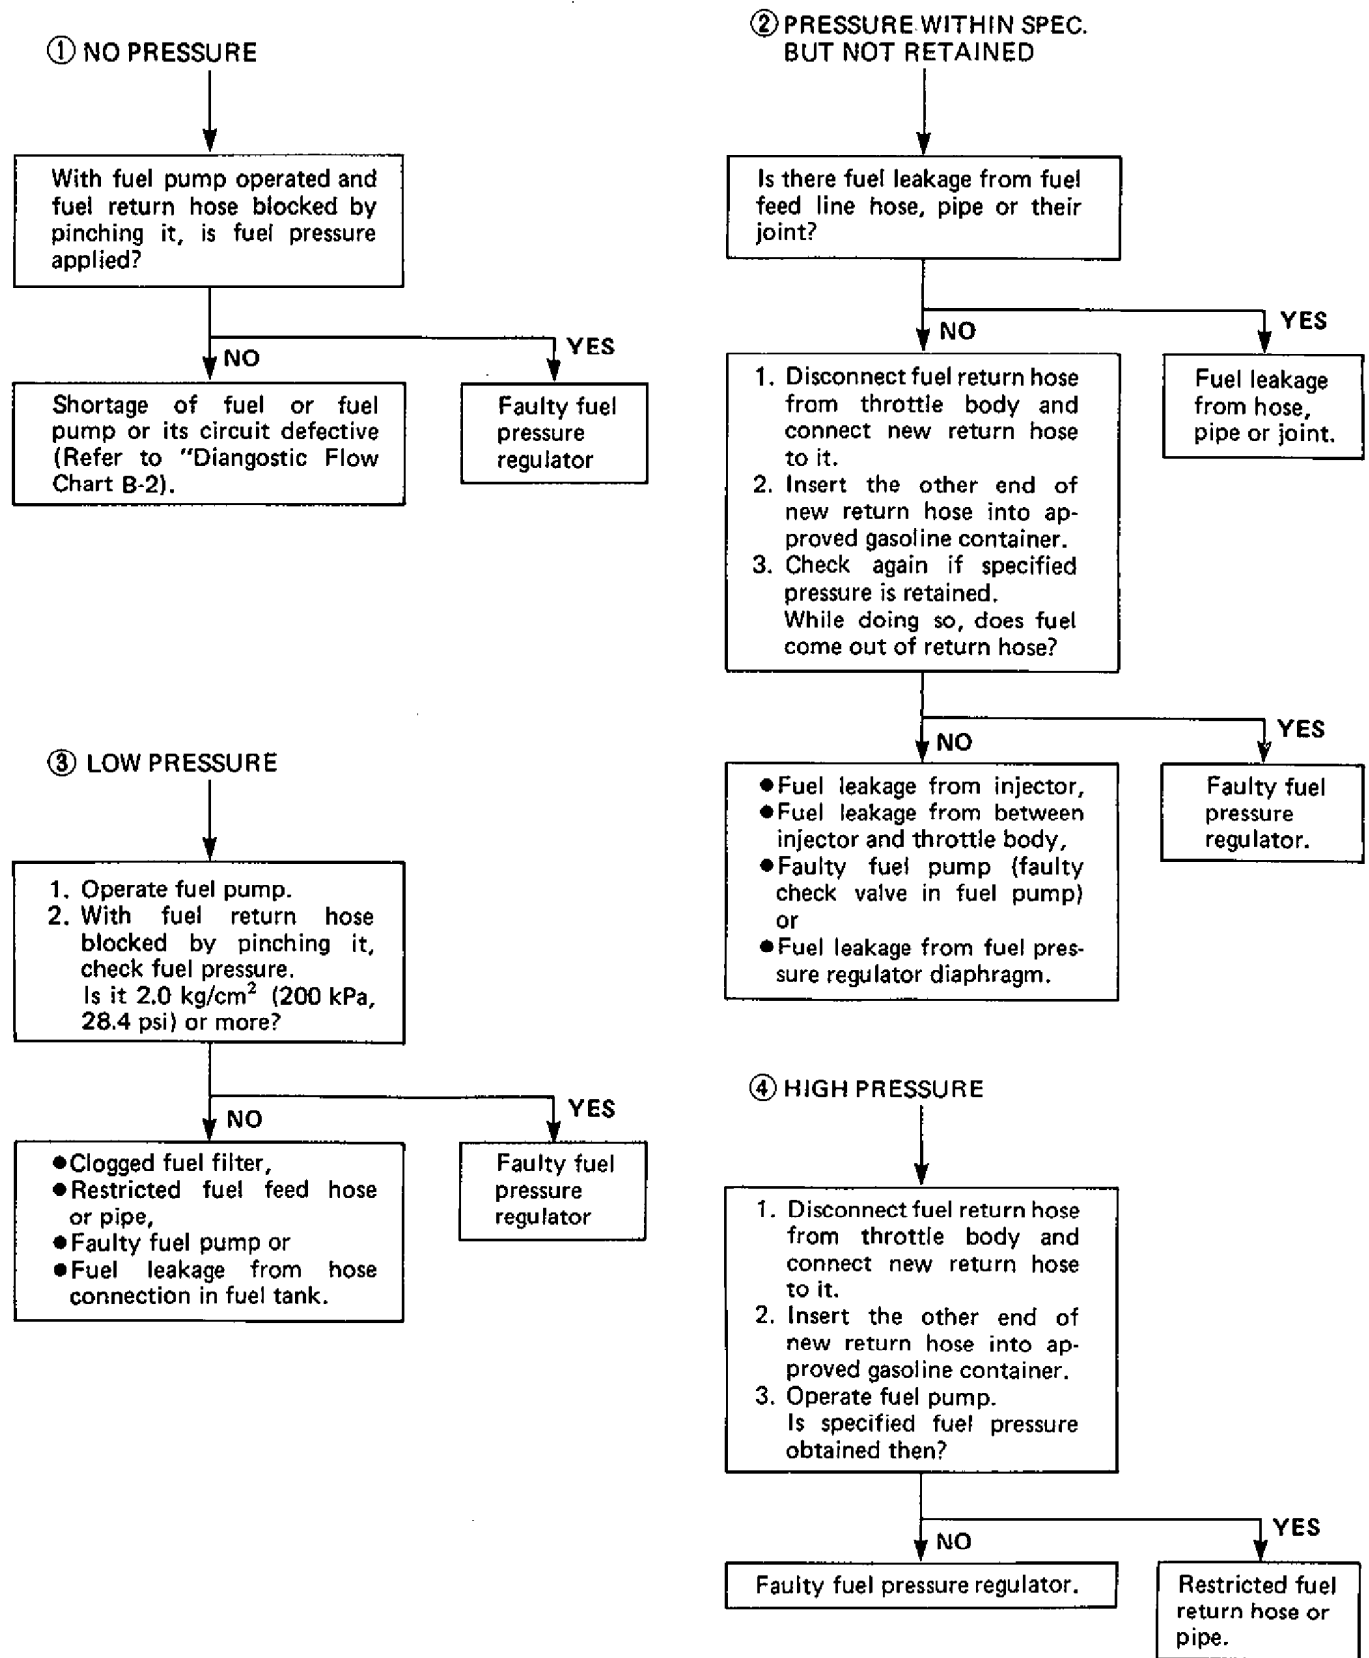 ① NO PRESSURE
With fuel pump operated and
fuel return hose blocked by
pinching it, is fuel pressure
applied?
NO
YES
Shortage of fuel or fuel
pump or its circuit defective
(Refer to "Diangostic Flow
Chart B-2).
Faulty fuel
pressure
regulator
② PRESSURE WITHIN SPEC.
BUT NOT RETAINED
Is there fuel leakage from fuel
feed line hose, pipe or their
joint?
NO
YES
1. Disconnect fuel return hose
from throttle body and
connect new return hose
to it.
2. Insert the other end of
new return hose into ap-
proved gasoline container.
3. Check again if specified
pressure is retained.
While doing so, does fuel
come out of return hose?
Fuel leakage
from hose,
pipe or joint.
NO
YES
●Fuel leakage from injector,
●Fuel leakage from between
injector and throttle body,
●Faulty fuel pump (faulty
check valve in fuel pump)
or
●Fuel leakage from fuel pres-
sure regulator diaphragm.
Faulty fuel
pressure
regulator.
③ LOW PRESSURE
1. Operate fuel pump.
2. With fuel return hose
blocked by pinching it,
check fuel pressure.
Is it 2.0 kg/cm² (200 kPa,
28.4 psi) or more?
NO
YES
●Clogged fuel filter,
●Restricted fuel feed hose
or pipe,
●Faulty fuel pump or
●Fuel leakage from hose
connection in fuel tank.
Faulty fuel
pressure
regulator
④ HIGH PRESSURE
1. Disconnect fuel return hose
from throttle body and
connect new return hose
to it.
2. Insert the other end of
new return hose into ap-
proved gasoline container.
3. Operate fuel pump.
Is specified fuel pressure
obtained then?
NO
YES
Faulty fuel pressure regulator.
Restricted fuel
return hose or
pipe.